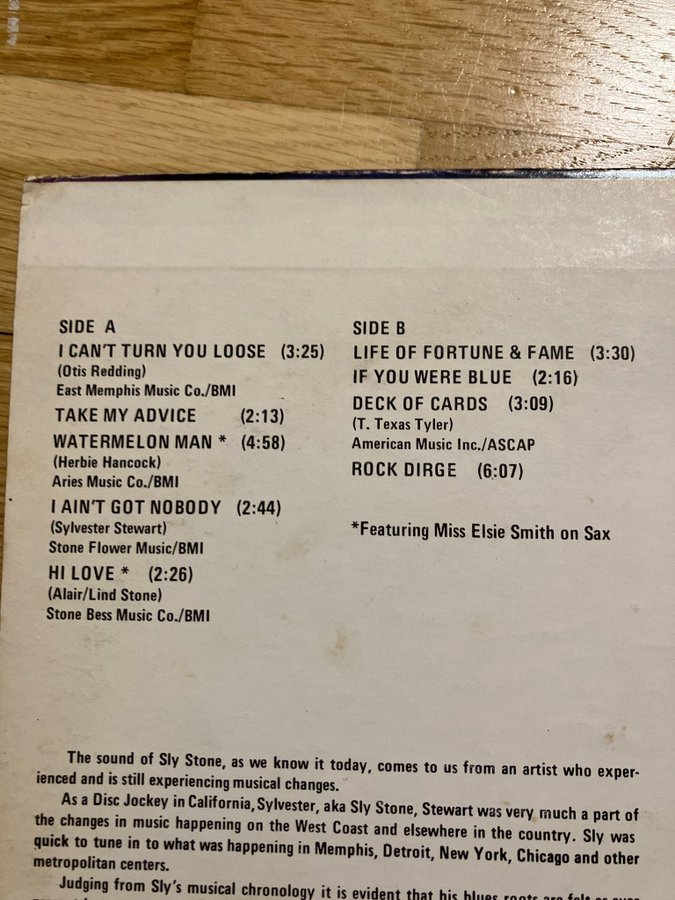 SIDE A
I CAN'T TURN YOU LOOSE (3:25)
(Otis Redding)
East Memphis Music Co./BMI
TAKE MY ADVICE (2:13)
WATERMELON MAN * (4:58)
(Herbie Hancock)
Aries Music Co./BMI
I AIN'T GOT NOBODY (2:44)
(Sylvester Stewart)
Stone Flower Music/BMI
HI LOVE * (2:26)
(Alair/Lind Stone)
Stone Bess Music Co./BMI
SIDE B
LIFE OF FORTUNE & FAME (3:30)
IF YOU WERE BLUE (2:16)
DECK OF CARDS (3:09)
(T. Texas Tyler)
American Music Inc./ASCAP
ROCK DIRGE (6:07)
*Featuring Miss Elsie Smith on Sax
The sound of Sly Stone, as we know it today, comes to us from an artist who exper-
ienced and is still experiencing musical changes.
As a Disc Jockey in California, Sylvester, aka Sly Stone, Stewart was very much a part of
the changes in music happening on the West Coast and elsewhere in the country. Sly was
quick to tune in to what was happening in Memphis, Detroit, New York, Chicago and other
metropolitan centers.
Judging from Sly's musical chronology it is evident that his blues roots are felt